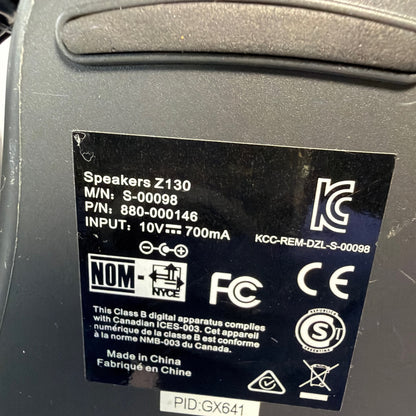 Speakers Z130
M/N: S-00098
P/N: 880-000146
INPUT: 10V⎓700mA
KC
KCC-REM-DZL-S-00098
NOM-
NYCE
FC
CE
This Class B digital apparatus complies
with Canadian ICES-003. Cet appareil
numérique de la classe B est conforme
à la norme NMB-003 du Canada.
S
Made in China
Fabriqué en Chine
PID:GX641